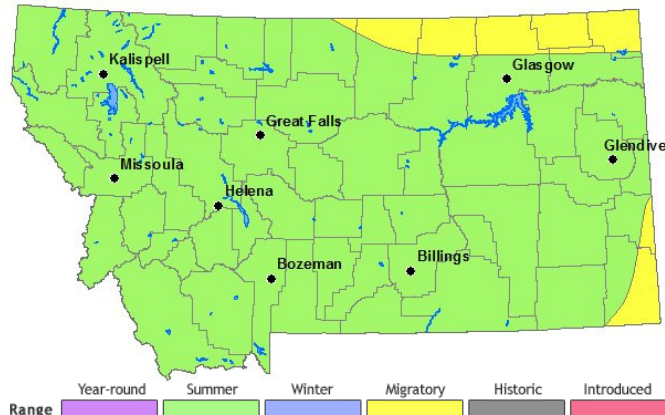 Kalispell
Glasgow
Great Falls
Glendive
Missoula
Helena
Billings
Bozeman
Year-round Summer Winter Migratory Historic Introduced
Range